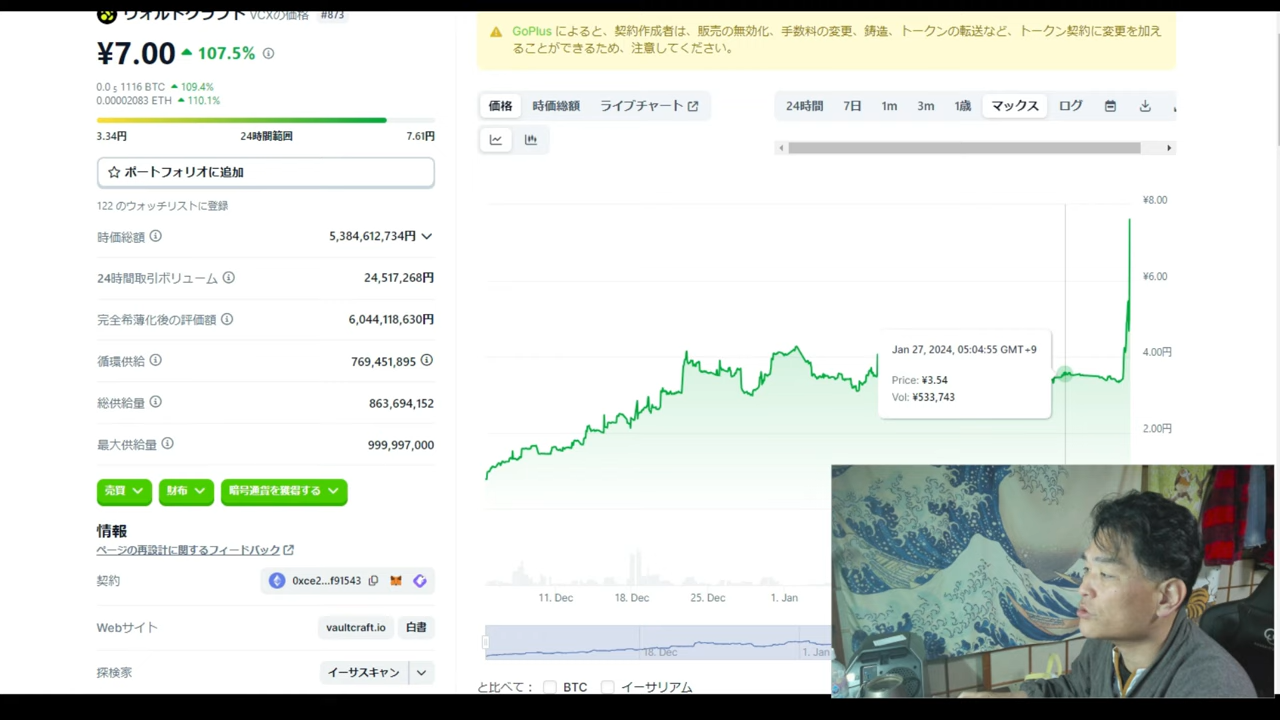 ウォルトクラフト VCXの価格 #873
¥7.00 107.5%
0.0 5 1116 BTC 109.4%
0.00002083 ETH 110.1%
3.34円 24時間範囲 7.61円
ポートフォリオに追加
122 のウォッチリストに登録
時価総額 5,384,612,734円
24時間取引ボリューム 24,517,268円
完全希薄化後の評価額 6,044,118,630円
循環供給 769,451,895
総供給量 863,694,152
最大供給量 999,997,000
売買 財布 暗号通貨を獲得する
情報
ページの再設計に関するフィードバック
契約 0xce2...f91543
Webサイト vaultcraft.io 白書
探検家 イーサスキャン
GoPlus によると、契約作成者は、販売の無効化、手数料の変更、鋳造、トークンの転送など、トークン契約に変更を加え
ることができるため、注意してください。
価格 時価総額 ライブチャート
24時間 7日 1m 3m 1歳 マックス ログ
¥8.00
¥6.00
4.00円
2.00円
Jan 27, 2024, 05:04:55 GMT+9
Price: ¥3.54
Vol: ¥533,743
11. Dec 18. Dec 25. Dec 1. Jan
18. Dec 1. Jan
と比べて： BTC イーサリアム